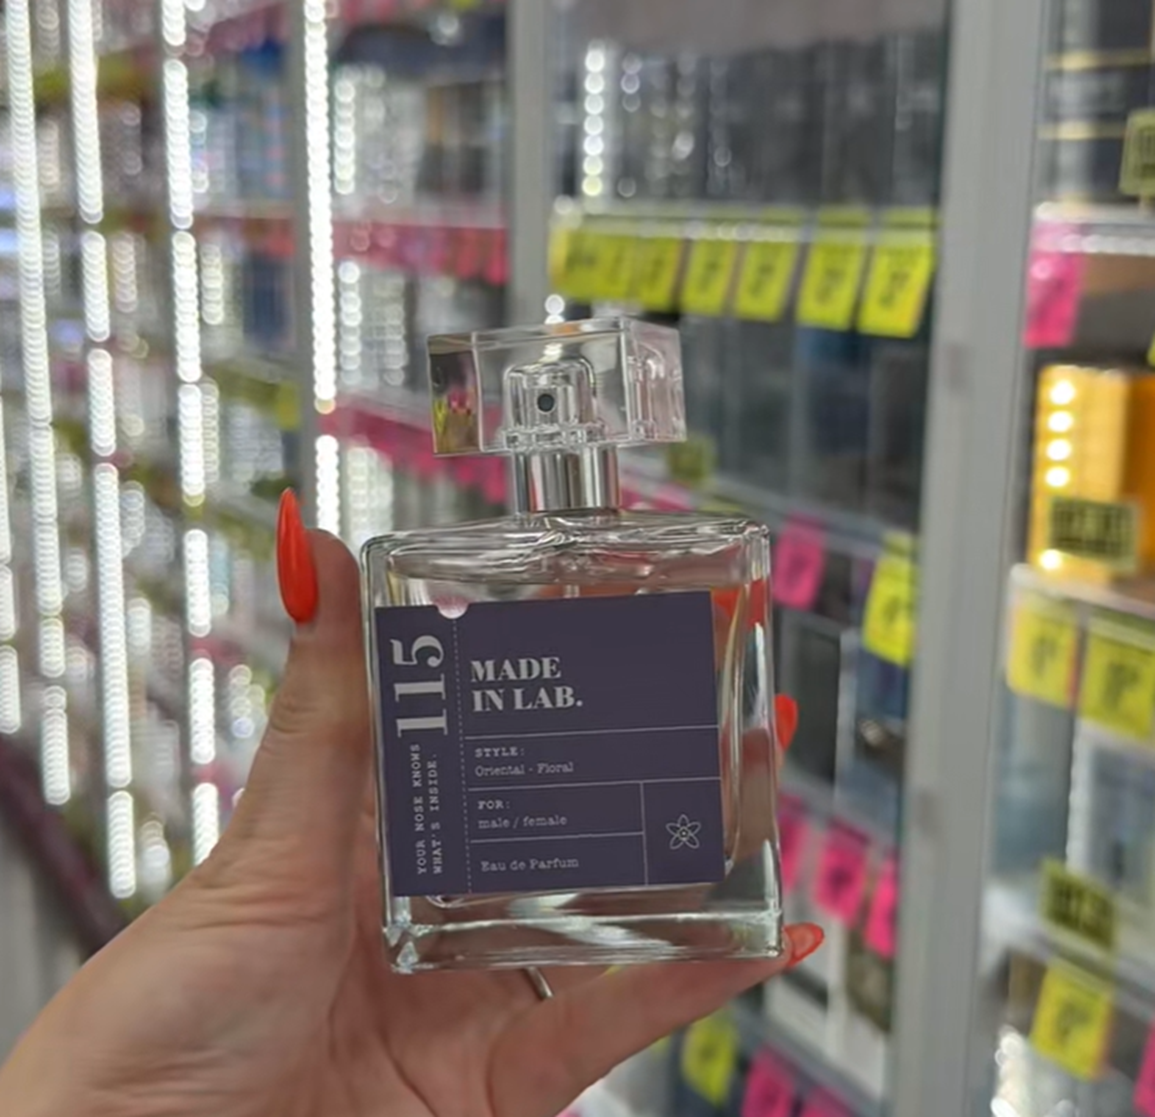 115
YOUR NOSE KNOWS
WHAT'S INSIDE.
MADE
IN LAB.
STYLE:
Oriental - Floral
FOR:
male / female
Eau de Parfum